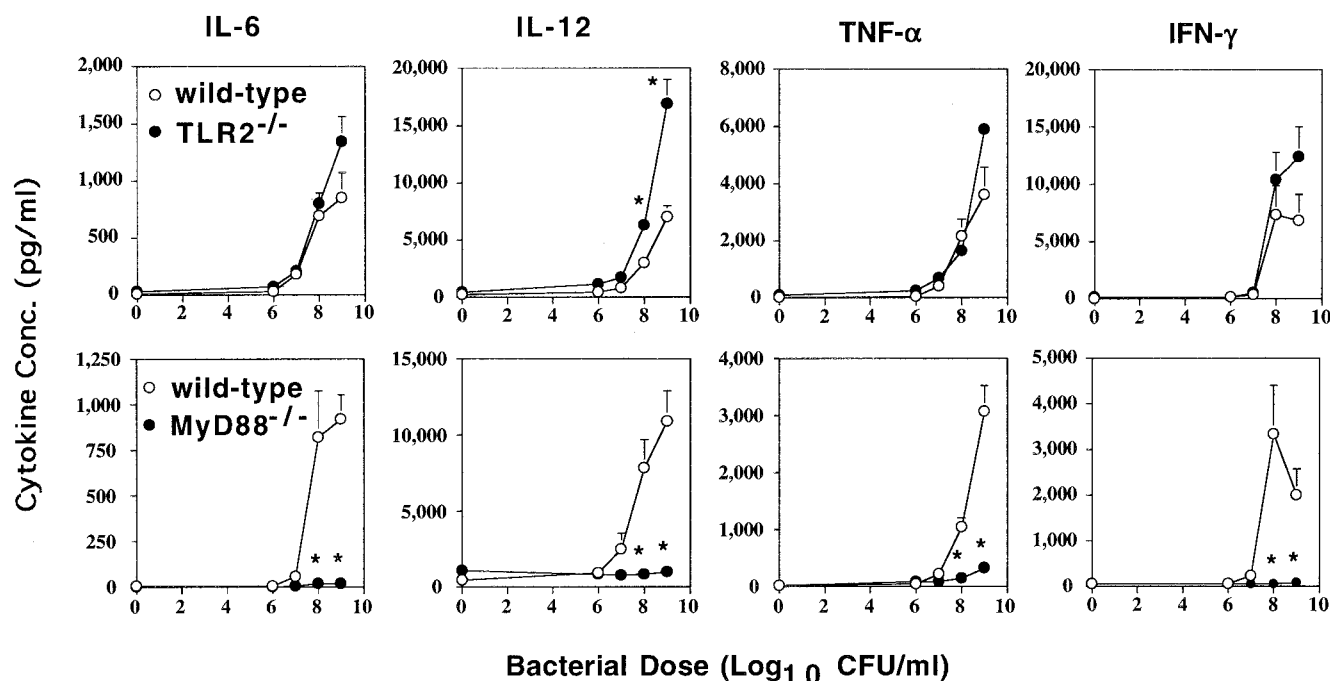 IL-6 IL-12 TNF-α IFN-γ
2,000 20,000 8,000 20,000
wild-type
TLR2-/-
1,500 15,000 6,000 15,000
1,000 10,000 4,000 10,000
500 5,000 2,000 5,000
0 0 0 0
0 2 4 6 8 10 0 2 4 6 8 10 0 2 4 6 8 10 0 2 4 6 8 10
* *
Cytokine Conc. (pg/ml)
1,250 15,000 4,000 5,000
wild-type
MyD88-/-
1,000 10,000 3,000 4,000
750 5,000 2,000 3,000
500 0 1,000 2,000
250 0 1,000
0 0
* * * * * * * *
0 2 4 6 8 10 0 2 4 6 8 10 0 2 4 6 8 10 0 2 4 6 8 10
Bacterial Dose (Log10 CFU/ml)